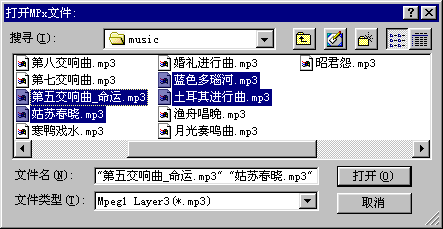 打开MPx文件:
搜寻(I): music
第八交响曲.mp3 婚礼进行曲.mp3 昭君怨.mp3
第七交响曲.mp3 蓝色多瑙河.mp3
第五交响曲_命运.mp3 土耳其进行曲.mp3
姑苏春晓.mp3 渔舟唱晚.mp3
寒鸭戏水.mp3 月光奏鸣曲.mp3
文件名(N): "第五交响曲_命运.mp3" "姑苏春晓.mp3" 打开(O)
文件类型(T): Mpeg1 Layer3(*.mp3) 取消